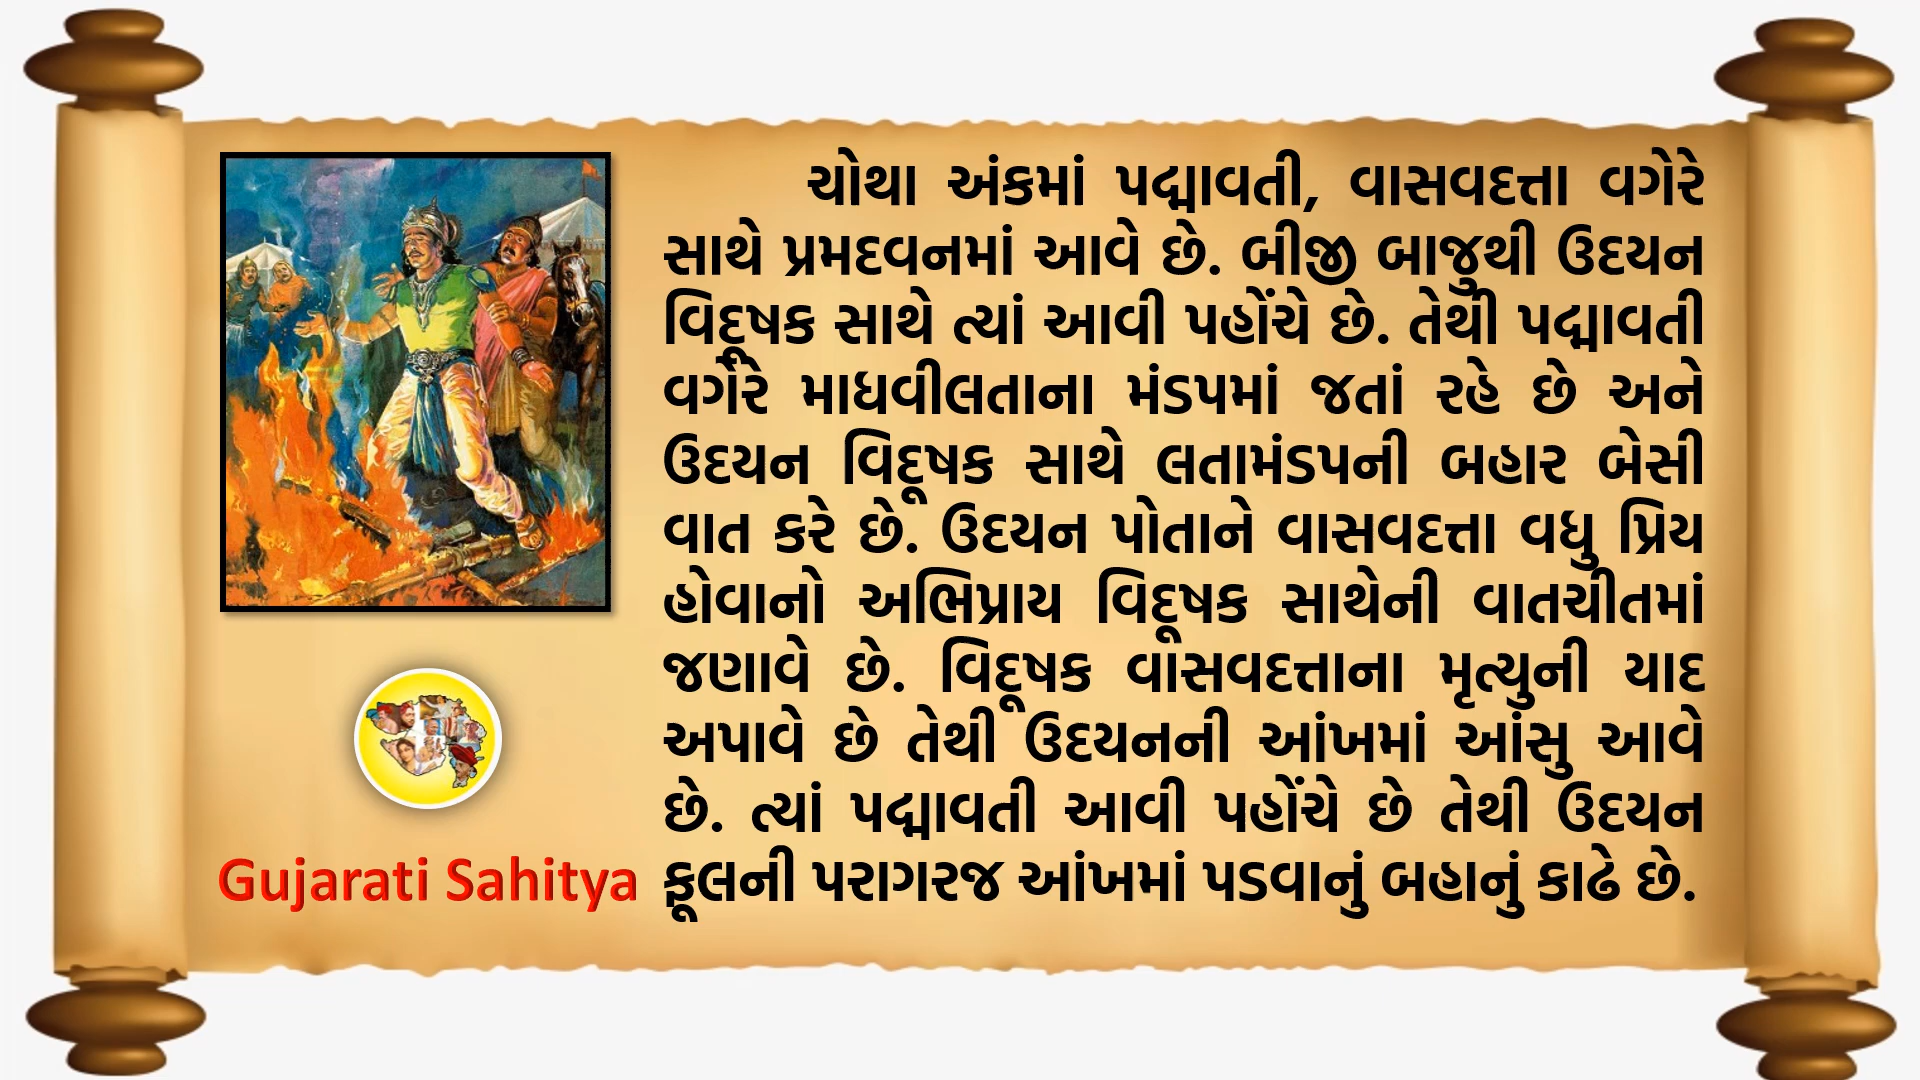 ચોથા અંકમાં પદ્માવતી, વાસવદત્તા વગેરે
સાથે પ્રમદવનમાં આવે છે. બીજી બાજુથી ઉદયન
વિદૂષક સાથે ત્યાં આવી પહોંચે છે. તેથી પદ્માવતી
વગેરે માધવીલતાના મંડપમાં જતાં રહે છે અને
ઉદયન વિદૂષક સાથે લતામંડપની બહાર બેસી
વાત કરે છે. ઉદયન પોતાને વાસવદત્તા વધુ પ્રિય
હોવાનો અભિપ્રાય વિદૂષક સાથેની વાતચીતમાં
જણાવે છે. વિદૂષક વાસવદત્તાના મૃત્યુની યાદ
અપાવે છે તેથી ઉદયનની આંખમાં આંસુ આવે
છે. ત્યાં પદ્માવતી આવી પહોંચે છે તેથી ઉદયન
ફૂલની પરાગરજ આંખમાં પડવાનું બહાનું કાઢે છે.
Gujarati Sahitya